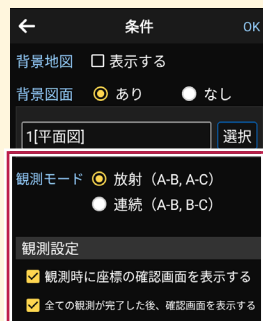 ← 条件 OK
背景地図 表示する
背景図面 あり なし
1[平面図] 選択
観測モード 放射（A-B, A-C）
連続（A-B, B-C）
観測設定
観測時に座標の確認画面を表示する
全ての観測が完了した後、確認画面を表示する